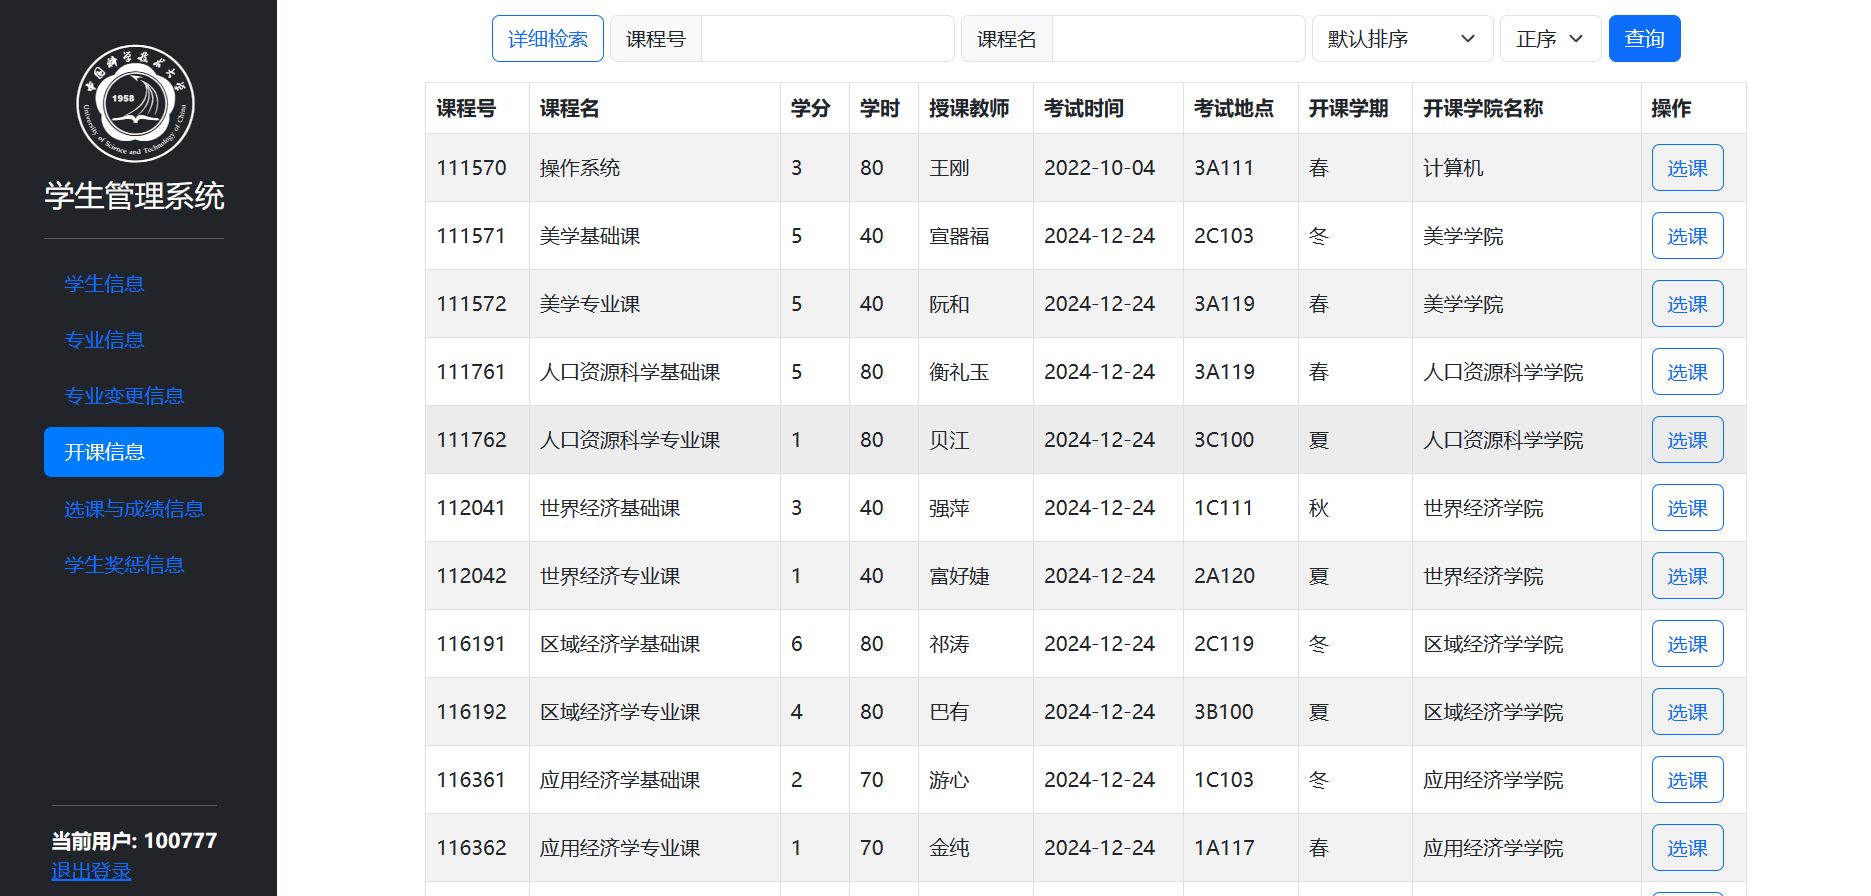 中国科学技术大学
1958
University of Science and Technology of China
学生管理系统
学生信息
专业信息
专业变更信息
开课信息
选课与成绩信息
学生奖惩信息
当前用户: 100777
退出登录
详细检索 课程号 课程名 默认排序 正序 查询
课程号 课程名 学分 学时 授课教师 考试时间 考试地点 开课学期 开课学院名称 操作
111570 操作系统 3 80 王刚 2022-10-04 3A111 春 计算机 选课
111571 美学基础课 5 40 宣器福 2024-12-24 2C103 冬 美学学院 选课
111572 美学专业课 5 40 阮和 2024-12-24 3A119 春 美学学院 选课
111761 人口资源科学基础课 5 80 衡礼玉 2024-12-24 3A119 春 人口资源科学学院 选课
111762 人口资源科学专业课 1 80 贝江 2024-12-24 3C100 夏 人口资源科学学院 选课
112041 世界经济基础课 3 40 强萍 2024-12-24 1C111 秋 世界经济学院 选课
112042 世界经济专业课 1 40 富好婕 2024-12-24 2A120 夏 世界经济学院 选课
116191 区域经济学基础课 6 80 祁涛 2024-12-24 2C119 冬 区域经济学学院 选课
116192 区域经济学专业课 4 80 巴有 2024-12-24 3B100 夏 区域经济学学院 选课
116361 应用经济学基础课 2 70 游心 2024-12-24 1C103 冬 应用经济学学院 选课
116362 应用经济学专业课 1 70 金纯 2024-12-24 1A117 春 应用经济学学院 选课